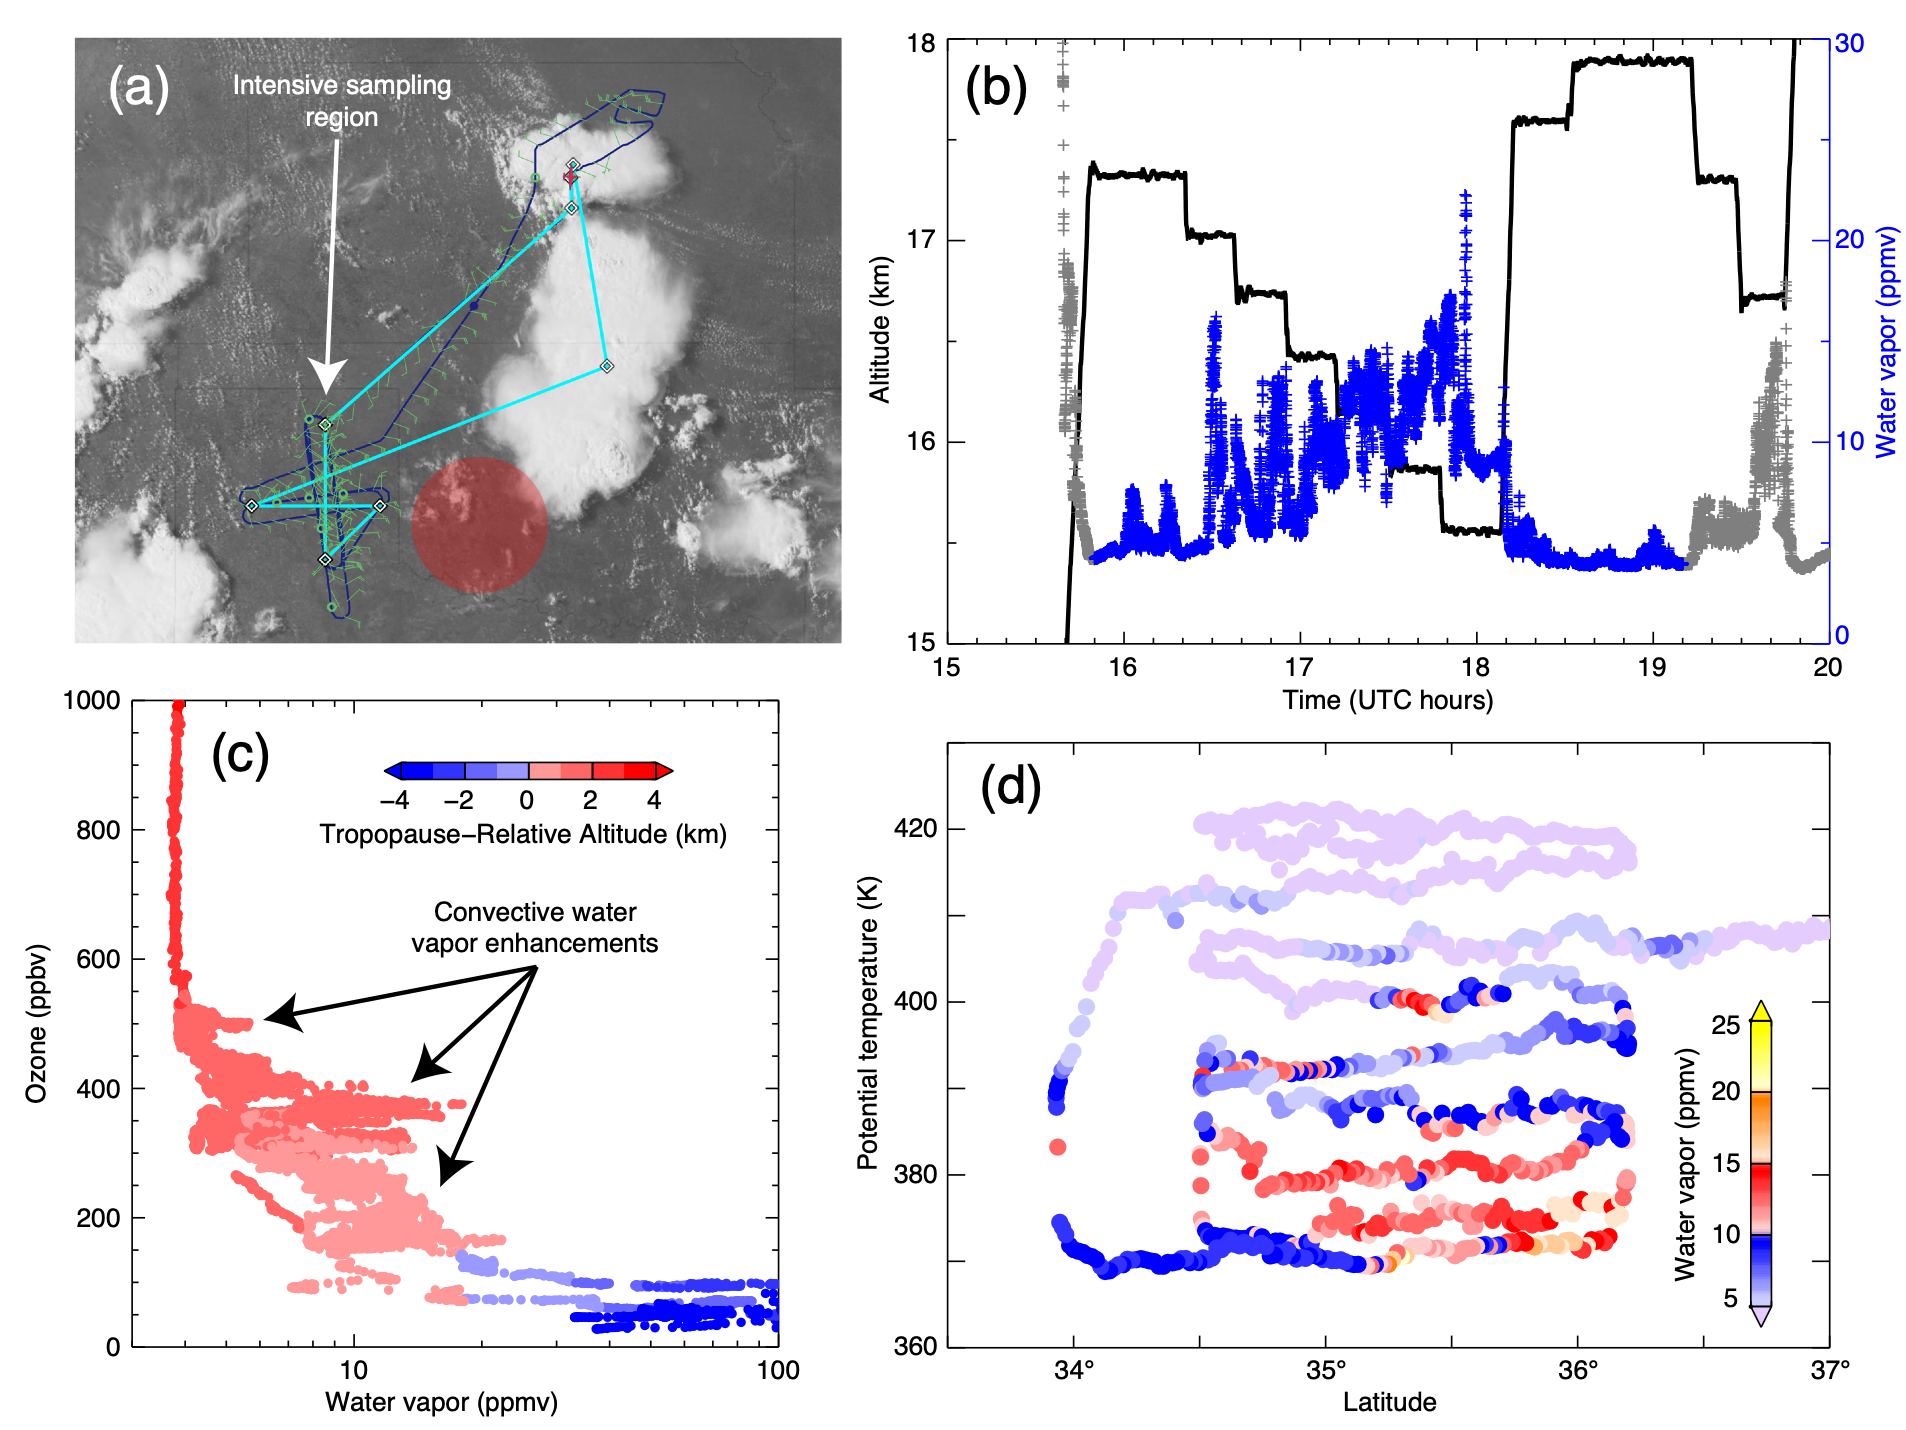 (a)
Intensive sampling
region
(b)
18
17
16
15
Altitude (km)
30
20
10
0
Water vapor (ppmv)
15
16
17
18
19
20
Time (UTC hours)
(c)
1000
800
600
400
200
0
Ozone (ppbv)
−4
−2
0
2
4
Tropopause−Relative Altitude (km)
Convective water
vapor enhancements
10
100
Water vapor (ppmv)
(d)
420
400
380
360
Potential temperature (K)
25
20
15
10
5
Water vapor (ppmv)
34°
35°
36°
37°
Latitude